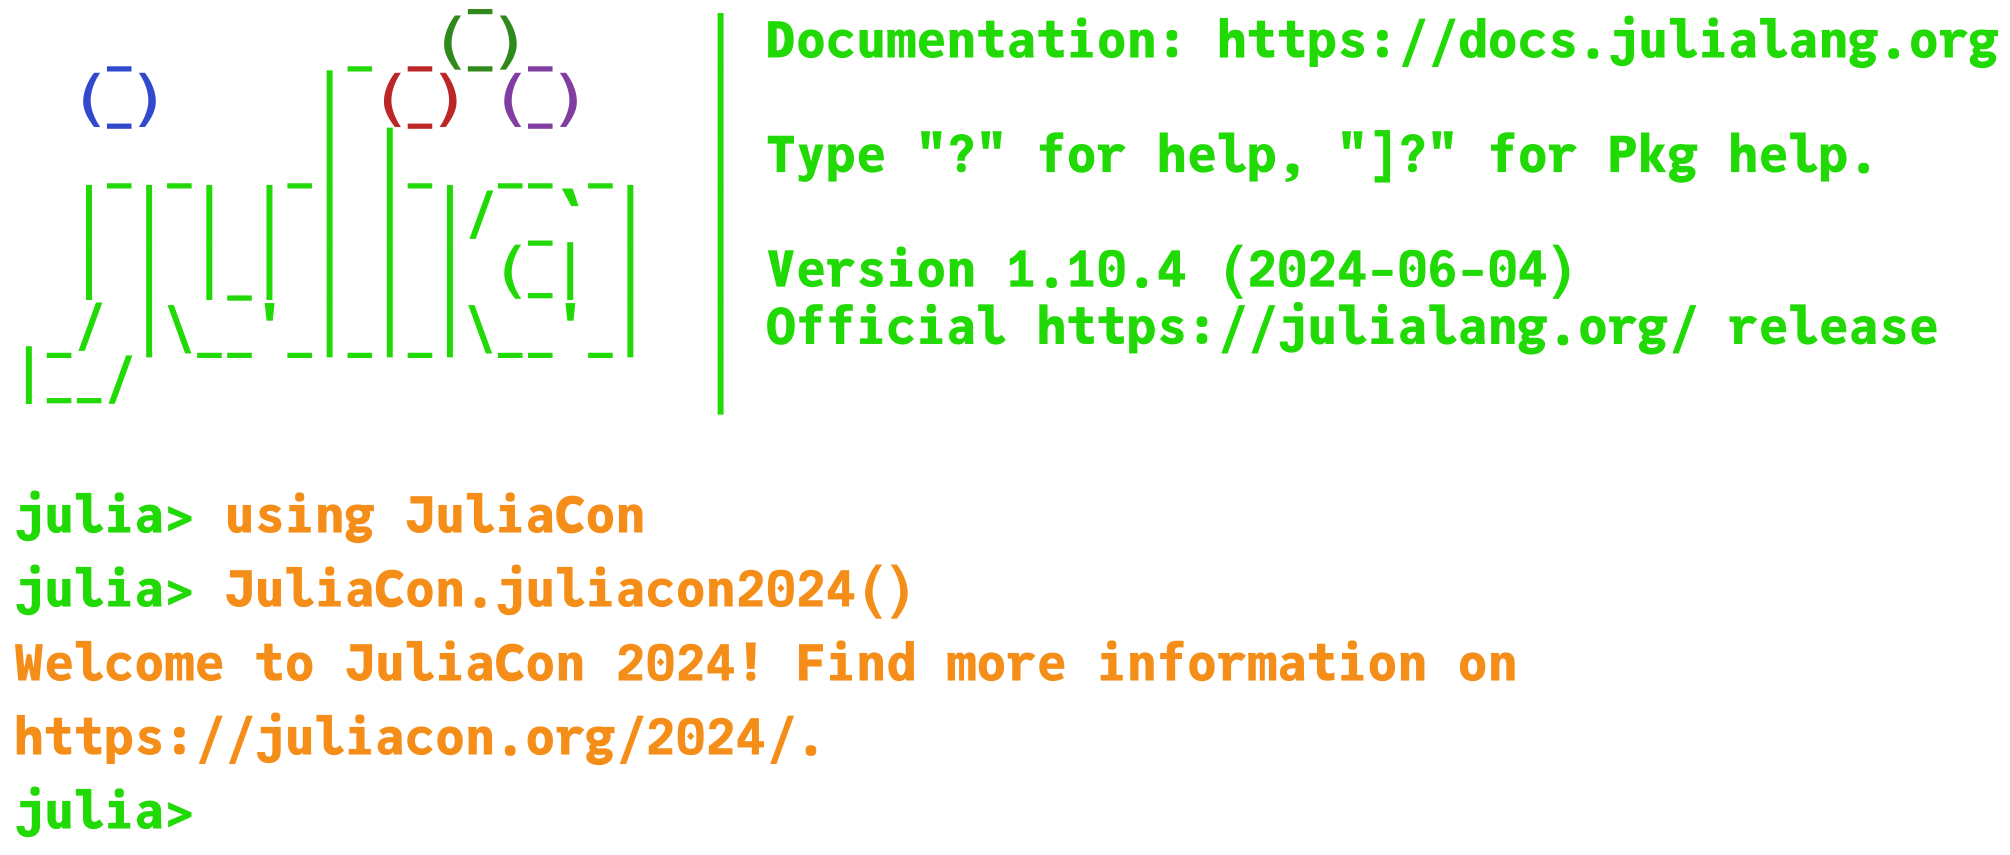 Documentation: https://docs.julialang.org
Type "?" for help, "]?" for Pkg help.
Version 1.10.4 (2024-06-04)
Official https://julialang.org/ release
julia> using JuliaCon
julia> JuliaCon.juliacon2024()
Welcome to JuliaCon 2024! Find more information on
https://juliacon.org/2024/.
julia>